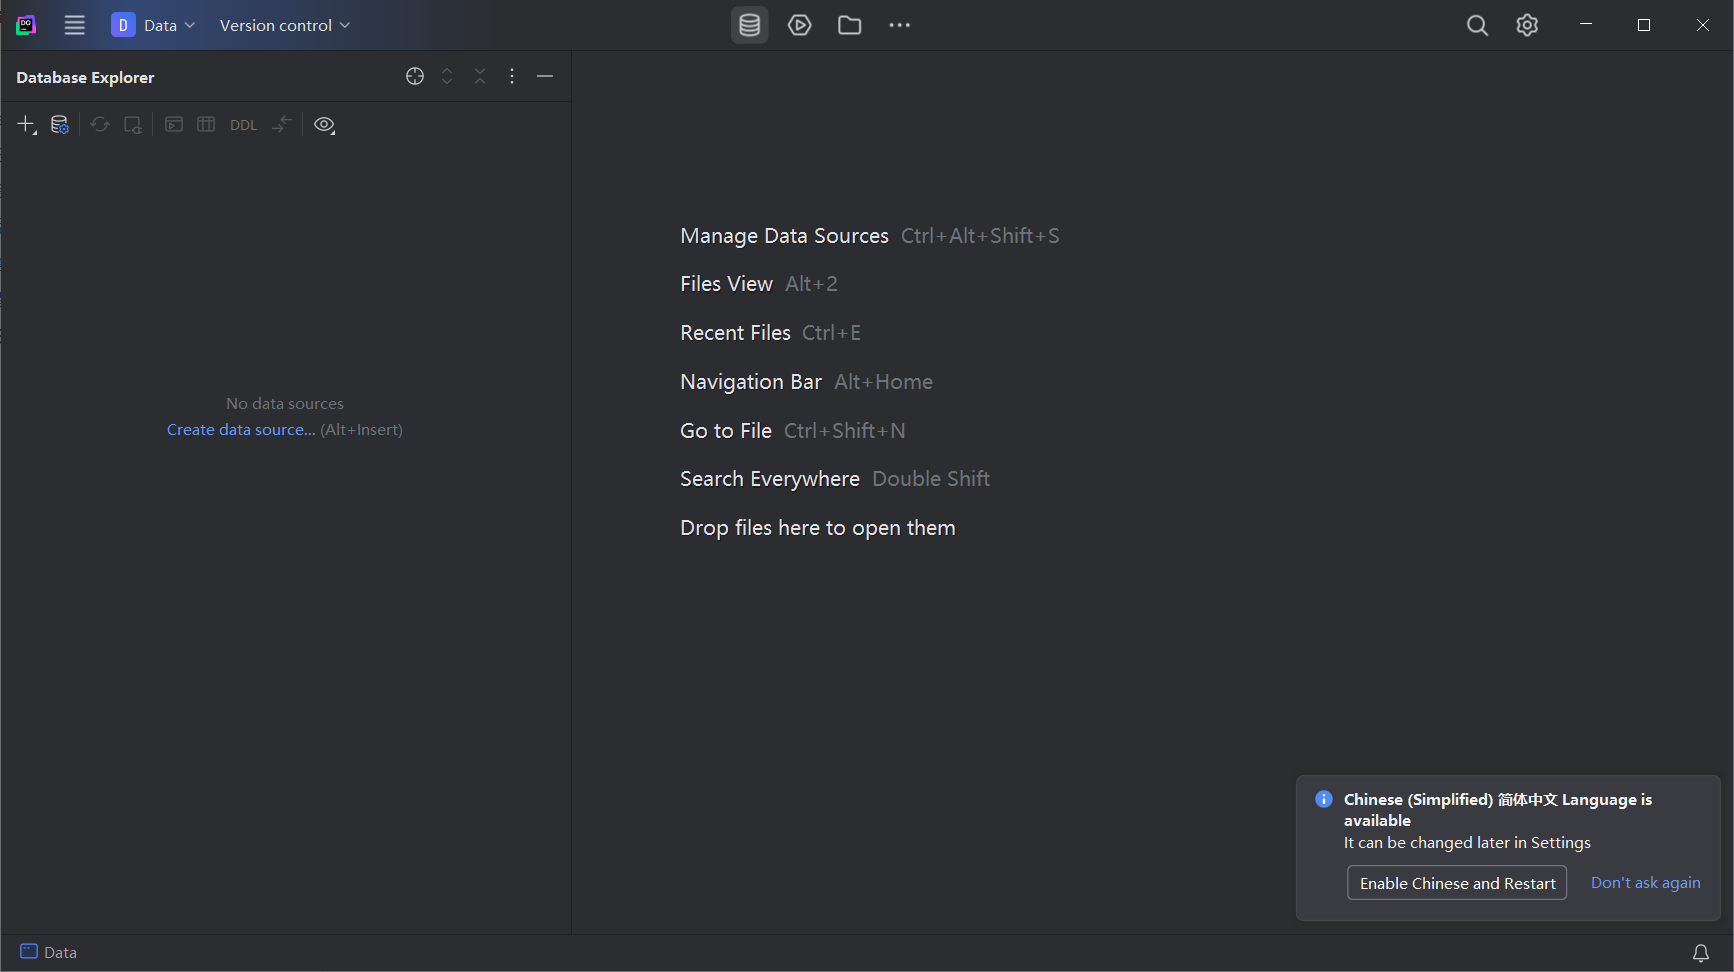 DG
D
Data
Version control
Database Explorer
DDL
No data sources
Create data source... (Alt+Insert)
Manage Data Sources Ctrl+Alt+Shift+S
Files View Alt+2
Recent Files Ctrl+E
Navigation Bar Alt+Home
Go to File Ctrl+Shift+N
Search Everywhere Double Shift
Drop files here to open them
Chinese (Simplified) 简体中文 Language is
available
It can be changed later in Settings
Enable Chinese and Restart
Don't ask again
Data